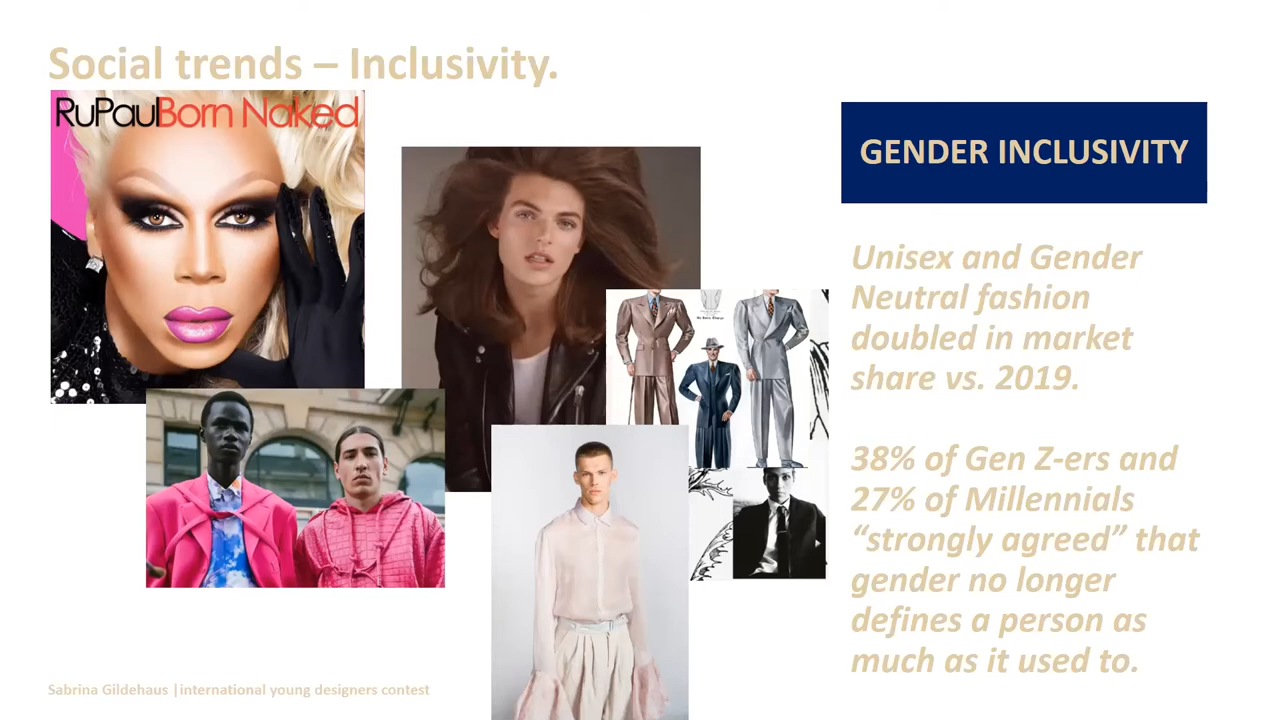 Social trends – Inclusivity.
RuPaulBorn Naked
GENDER INCLUSIVITY
Unisex and Gender
Neutral fashion
doubled in market
share vs. 2019.
38% of Gen Z-ers and
27% of Millennials
“strongly agreed” that
gender no longer
defines a person as
much as it used to.
Sabrina Gildehaus |international young designers contest